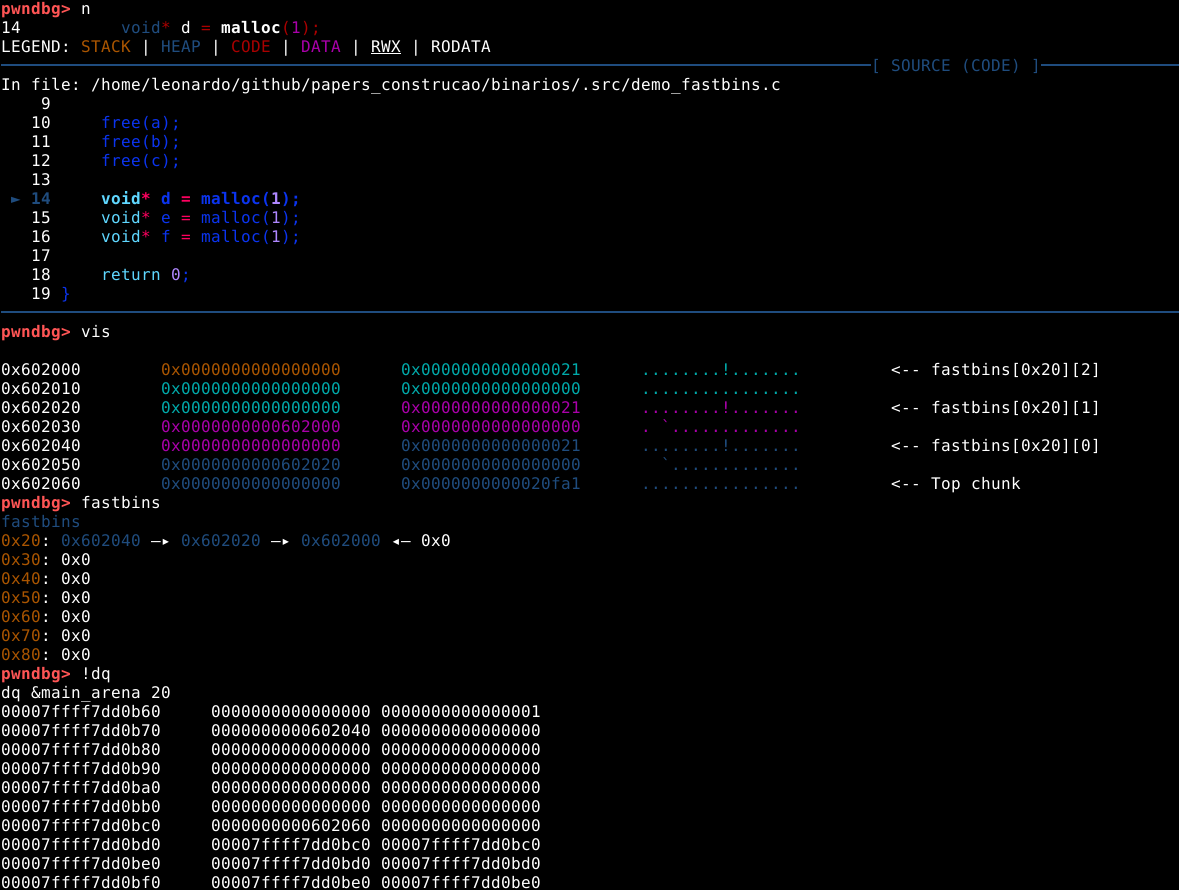 pwndbg> n
14          void* d = malloc(1);
LEGEND: STACK | HEAP | CODE | DATA | RWX | RODATA
[ SOURCE (CODE) ]
In file: /home/leonardo/github/papers_construcao/binarios/.src/demo_fastbins.c
    9
   10     free(a);
   11     free(b);
   12     free(c);
   13
 ► 14     void* d = malloc(1);
   15     void* e = malloc(1);
   16     void* f = malloc(1);
   17
   18     return 0;
   19 }
pwndbg> vis
0x602000        0x0000000000000000      0x0000000000000021      ........!.......         <-- fastbins[0x20][2]
0x602010        0x0000000000000000      0x0000000000000000      ................
0x602020        0x0000000000000000      0x0000000000000021      ........!.......         <-- fastbins[0x20][1]
0x602030        0x0000000000602000      0x0000000000000000      . `.............
0x602040        0x0000000000000000      0x0000000000000021      ........!.......         <-- fastbins[0x20][0]
0x602050        0x0000000000602020      0x0000000000000000        `.............
0x602060        0x0000000000000000      0x0000000000020fa1      ................         <-- Top chunk
pwndbg> fastbins
fastbins
0x20: 0x602040 —▸ 0x602020 —▸ 0x602000 ◂— 0x0
0x30: 0x0
0x40: 0x0
0x50: 0x0
0x60: 0x0
0x70: 0x0
0x80: 0x0
pwndbg> !dq
dq &main_arena 20
00007ffff7dd0b60     0000000000000000 0000000000000001
00007ffff7dd0b70     0000000000602040 0000000000000000
00007ffff7dd0b80     0000000000000000 0000000000000000
00007ffff7dd0b90     0000000000000000 0000000000000000
00007ffff7dd0ba0     0000000000000000 0000000000000000
00007ffff7dd0bb0     0000000000000000 0000000000000000
00007ffff7dd0bc0     0000000000602060 0000000000000000
00007ffff7dd0bd0     00007ffff7dd0bc0 00007ffff7dd0bc0
00007ffff7dd0be0     00007ffff7dd0bd0 00007ffff7dd0bd0
00007ffff7dd0bf0     00007ffff7dd0be0 00007ffff7dd0be0